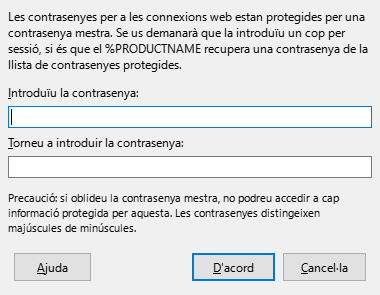 Les contrasenyes per a les connexions web estan protegides per una
contrasenya mestra. Se us demanarà que la introduïu un cop per
sessió, si és que el %PRODUCTNAME recupera una contrasenya de la
llista de contrasenyes protegides.
Introduïu la contrasenya:
Torneu a introduir la contrasenya:
Precaució: si oblideu la contrasenya mestra, no podreu accedir a cap
informació protegida per aquesta. Les contrasenyes distingeixen
majúscules de minúscules.
Ajuda
D'acord
Cancel·la